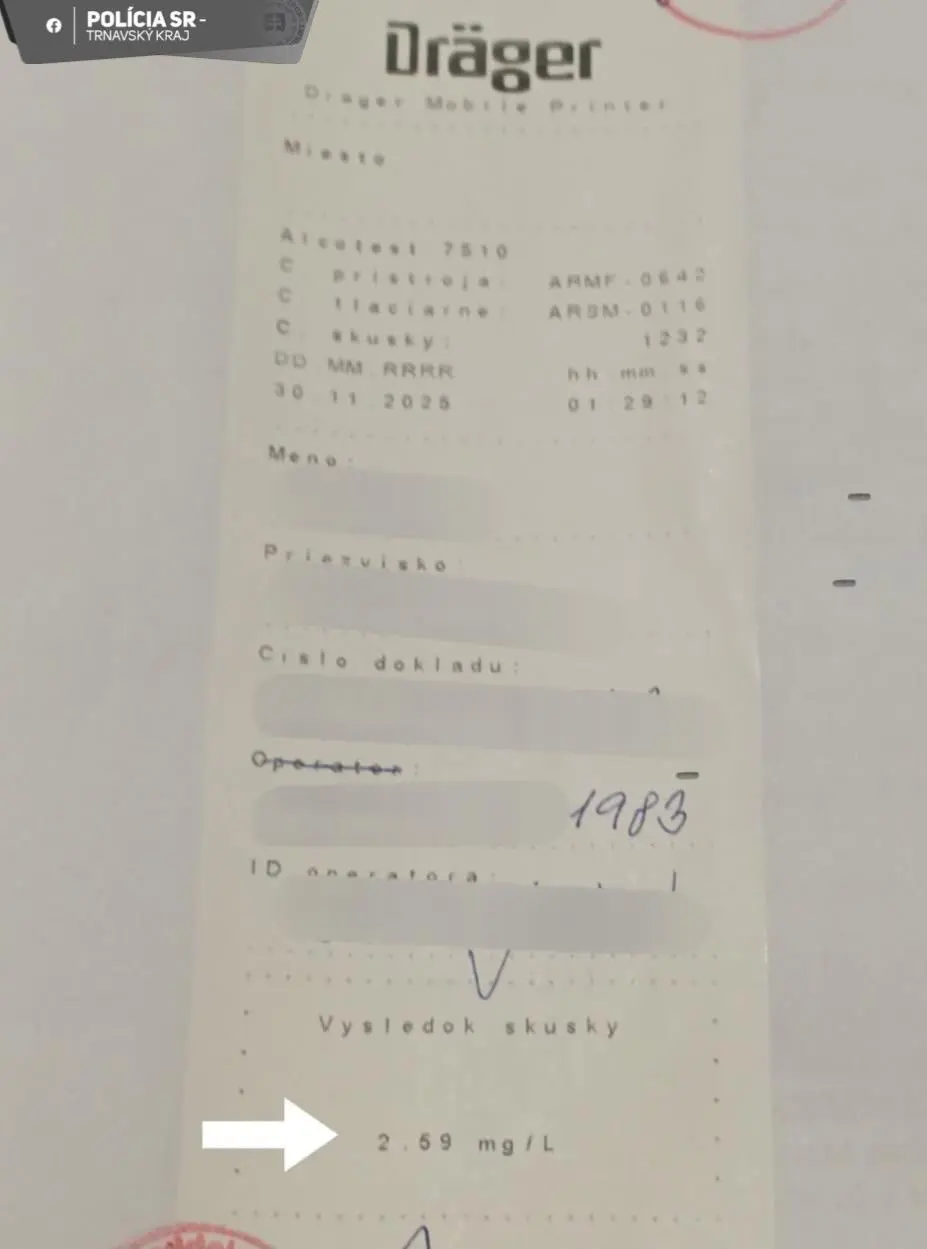 POLÍCIA SR-
TRNAVSKÝ KRAJ
Dräger
Drager Mobile Printer
Miesto
Alcotest 7510
C pristroja: ARMF-0642
C tlaciarne: ARSM-0116
C. skusky: 1232
DD MM.RRRR hh mm ss
30 11 2025 01 29 12
Meno:
Priezvisko:
Cislo dokladu:
Operator:
1983
ID operatora:
Vysledok skusky
2.59 mg/L